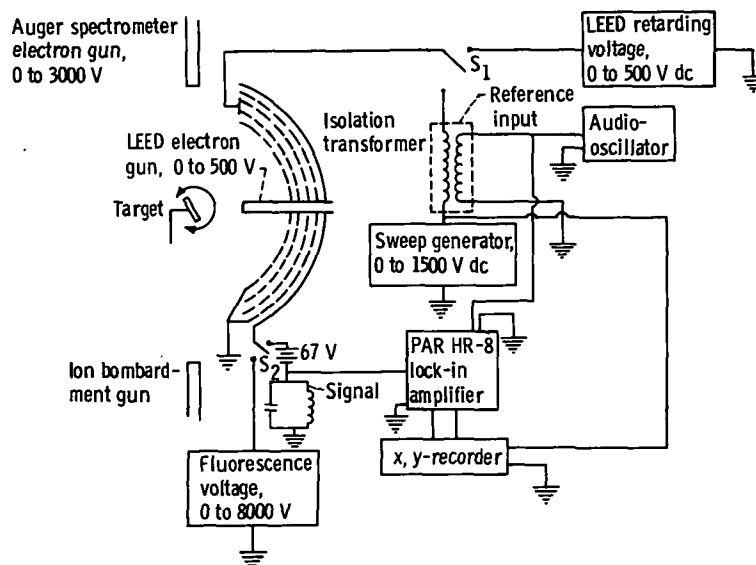 Auger spectrometer
electron gun,
0 to 3000 V
S1
LEED retarding
voltage,
0 to 500 V dc
Reference
input
Isolation
transformer
Audio-
oscillator
LEED electron
gun, 0 to 500 V
Target
Sweep generator,
0 to 1500 V dc
67 V
S2
PAR HR-8
lock-in
amplifier
Ion bombard-
ment gun
Signal
x, y-recorder
Fluorescence
voltage,
0 to 8000 V